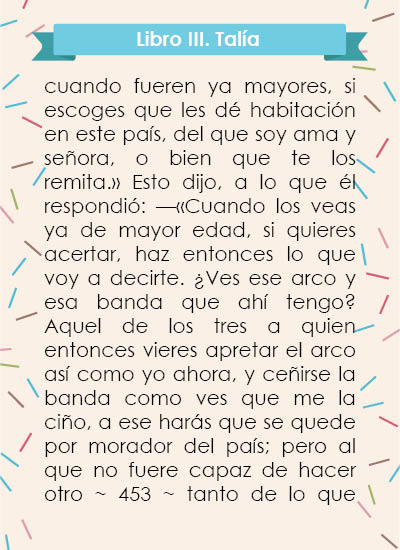 Libro III. Talía
cuando fueren ya mayores, si
escoges que les dé habitación
en este país, del que soy ama y
señora, o bien que te los
remita.» Esto dijo, a lo que él
respondió: —«Cuando los veas
ya de mayor edad, si quieres
acertar, haz entonces lo que
voy a decirte. ¿Ves ese arco y
esa banda que ahí tengo?
Aquel de los tres a quien
entonces vieres apretar el arco
así como yo ahora, y ceñirse la
banda como ves que me la
ciño, a ese harás que se quede
por morador del país; pero al
que no fuere capaz de hacer
otro ~ 453 ~ tanto de lo que